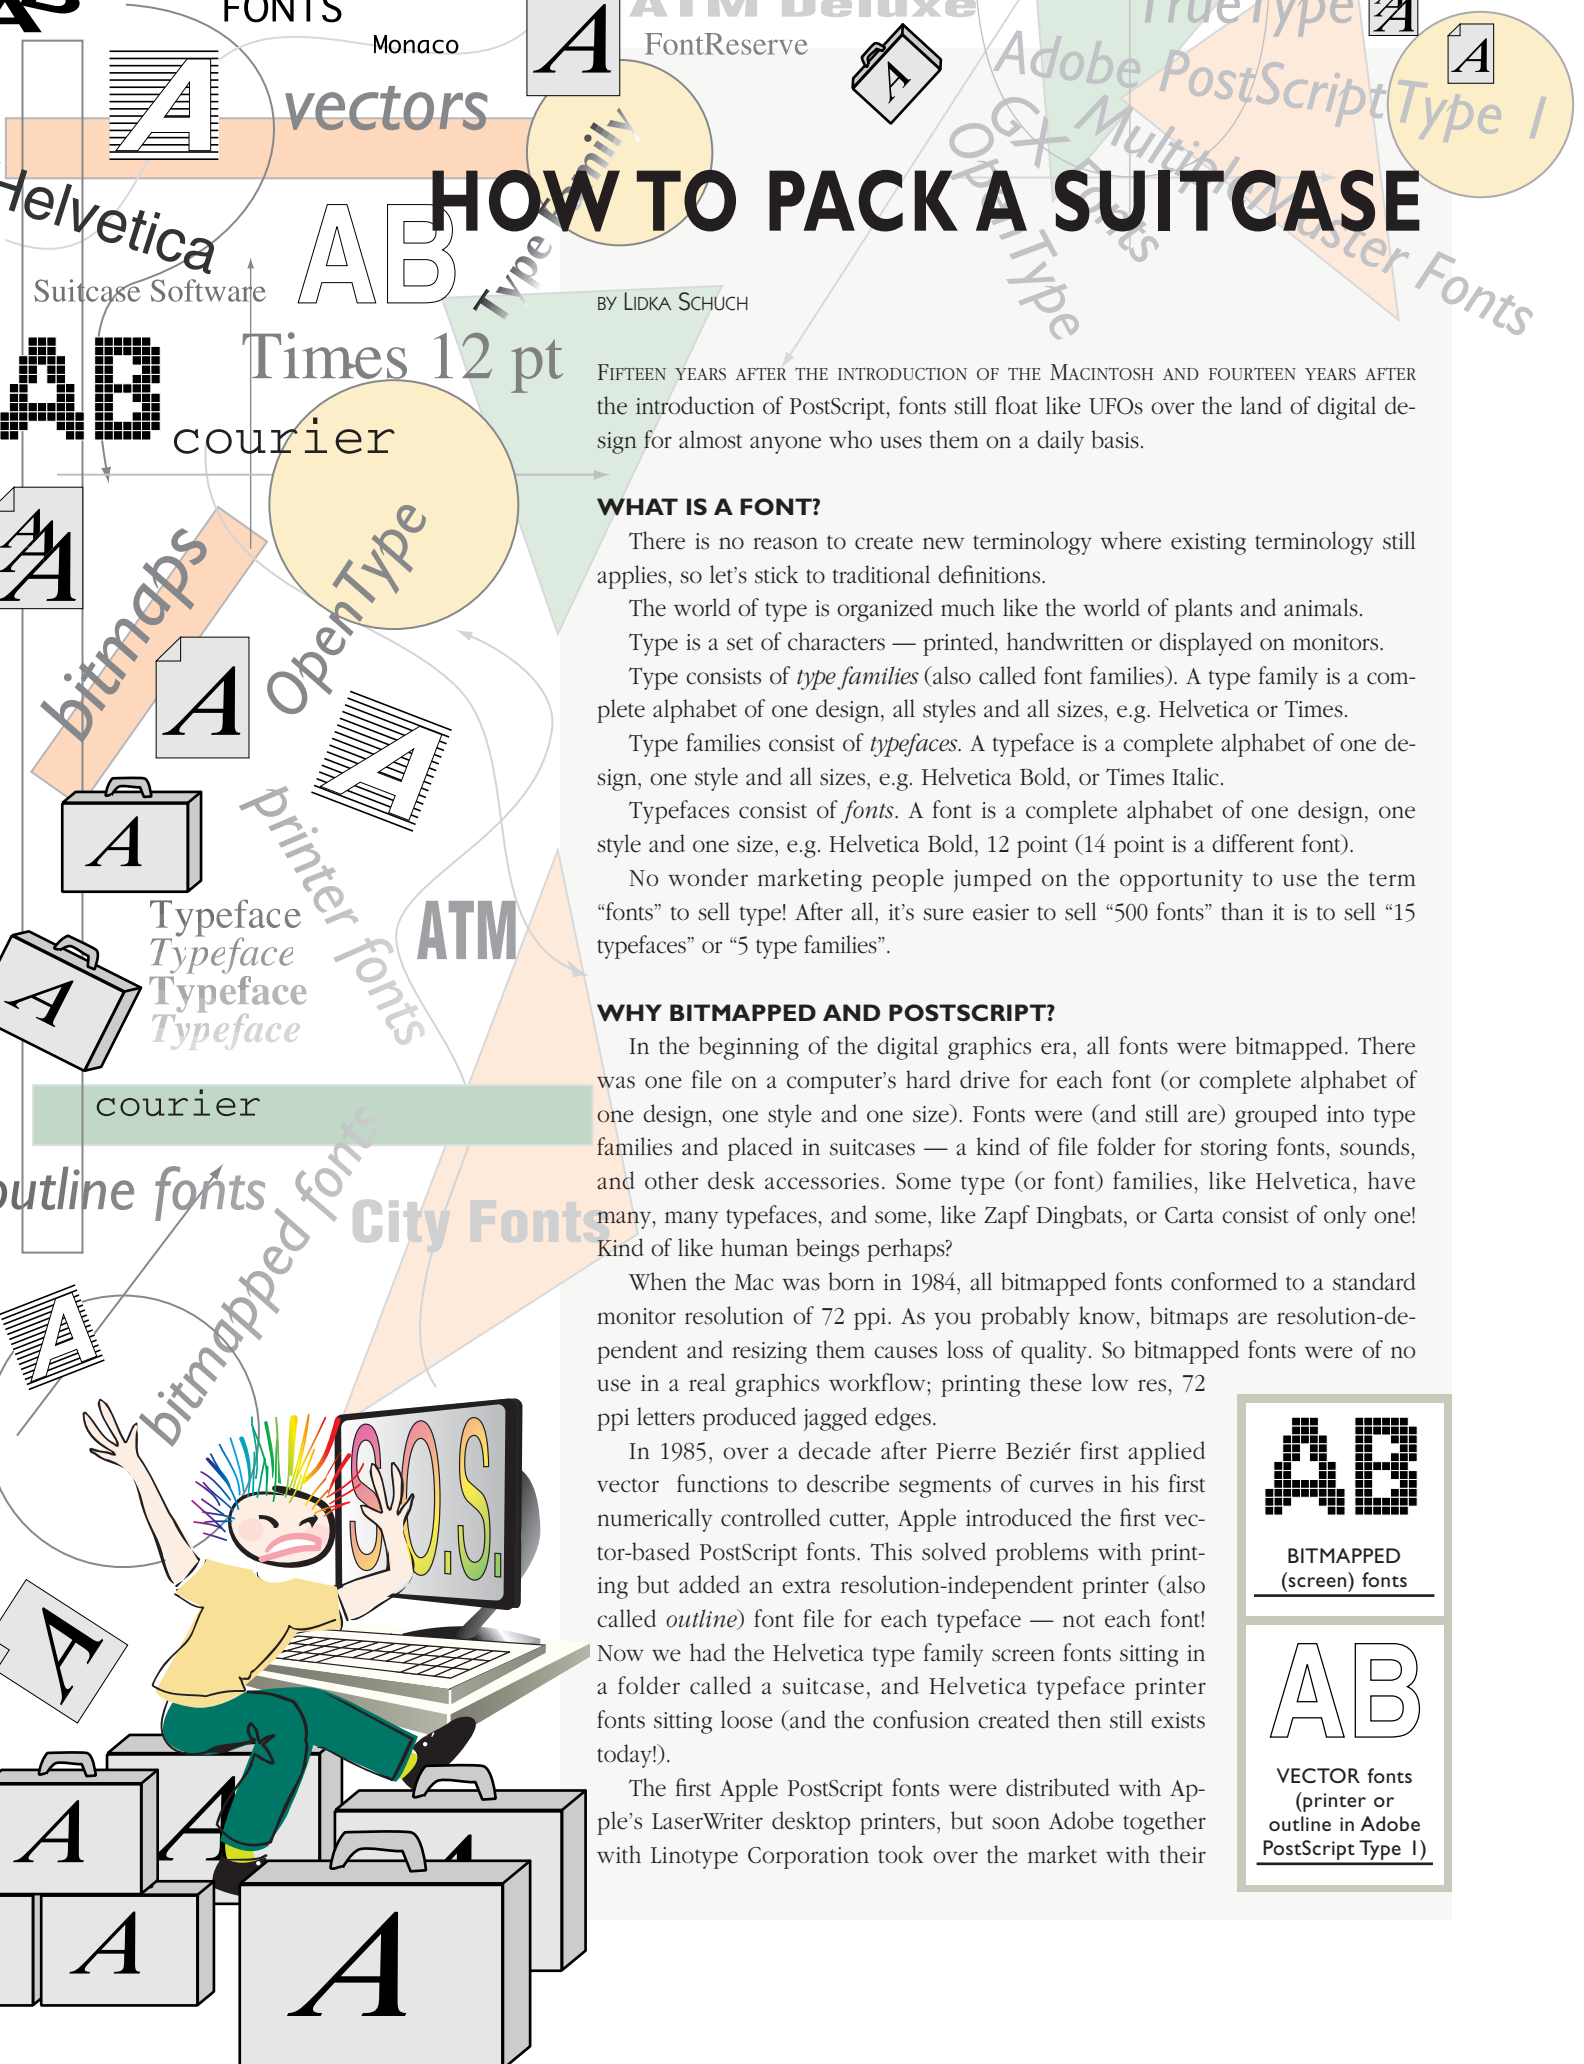 FONTS
Monaco
ATM Deluxe
FontReserve
TrueType
Adobe PostScript Type 1
GX Fonts
Multiple Master Fonts
OpenType
vectors
A
Helvetica
Type Family
AB
Suitcase Software
Times 12 pt
AB
courier
bitmaps
OpenType
printer fonts
Typeface
Typeface
Typeface
Typeface
ATM
courier
outline fonts
bitmapped fonts
City Fonts
S.O.S.
HOW TO PACK A SUITCASE
BY LIDKA SCHUCH
FIFTEEN YEARS AFTER THE INTRODUCTION OF THE MACINTOSH AND FOURTEEN YEARS AFTER
the introduction of PostScript, fonts still float like UFOs over the land of digital de-
sign for almost anyone who uses them on a daily basis.
WHAT IS A FONT?
There is no reason to create new terminology where existing terminology still
applies, so let's stick to traditional definitions.
The world of type is organized much like the world of plants and animals.
Type is a set of characters — printed, handwritten or displayed on monitors.
Type consists of type families (also called font families). A type family is a com-
plete alphabet of one design, all styles and all sizes, e.g. Helvetica or Times.
Type families consist of typefaces. A typeface is a complete alphabet of one de-
sign, one style and all sizes, e.g. Helvetica Bold, or Times Italic.
Typefaces consist of fonts. A font is a complete alphabet of one design, one
style and one size, e.g. Helvetica Bold, 12 point (14 point is a different font).
No wonder marketing people jumped on the opportunity to use the term
“fonts” to sell type! After all, it's sure easier to sell “500 fonts” than it is to sell “15
typefaces” or “5 type families”.
WHY BITMAPPED AND POSTSCRIPT?
In the beginning of the digital graphics era, all fonts were bitmapped. There
was one file on a computer's hard drive for each font (or complete alphabet of
one design, one style and one size). Fonts were (and still are) grouped into type
families and placed in suitcases — a kind of file folder for storing fonts, sounds,
and other desk accessories. Some type (or font) families, like Helvetica, have
many, many typefaces, and some, like Zapf Dingbats, or Carta consist of only one!
Kind of like human beings perhaps?
When the Mac was born in 1984, all bitmapped fonts conformed to a standard
monitor resolution of 72 ppi. As you probably know, bitmaps are resolution-de-
pendent and resizing them causes loss of quality. So bitmapped fonts were of no
use in a real graphics workflow; printing these low res, 72
ppi letters produced jagged edges.
In 1985, over a decade after Pierre Beziér first applied
vector functions to describe segments of curves in his first
numerically controlled cutter, Apple introduced the first vec-
tor-based PostScript fonts. This solved problems with print-
ing but added an extra resolution-independent printer (also
called outline) font file for each typeface — not each font!
Now we had the Helvetica type family screen fonts sitting in
a folder called a suitcase, and Helvetica typeface printer
fonts sitting loose (and the confusion created then still exists
today!).
The first Apple PostScript fonts were distributed with Ap-
ple's LaserWriter desktop printers, but soon Adobe together
with Linotype Corporation took over the market with their
AB
BITMAPPED
(screen) fonts
AB
VECTOR fonts
(printer or
outline in Adobe
PostScript Type 1)